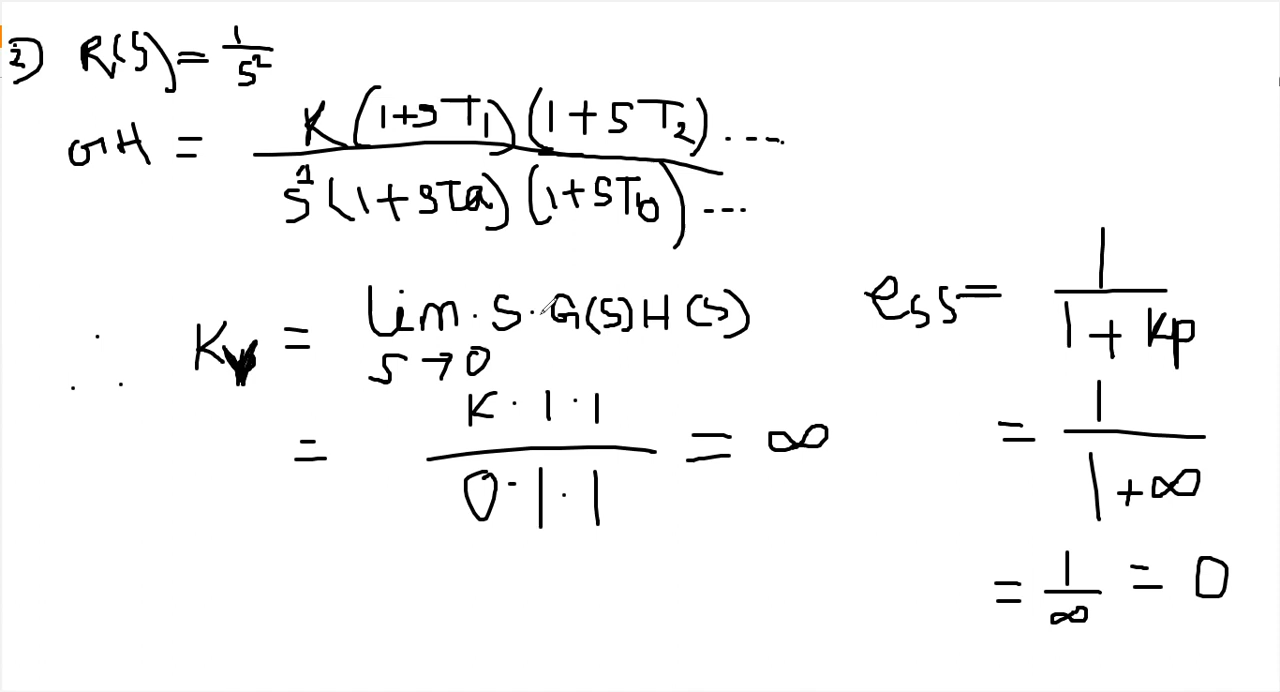 2) R(S) = 1/S²
GH = K(1+ST₁)(1+ST₂)---- / S¹(1+STa)(1+STb)---
∴ Kv = lim S→0 · S · G(S)H(S)
= K·1·1 / 0·1·1 = ∞
ess = 1 / 1+Kp
= 1 / 1+∞
= 1/∞ = 0